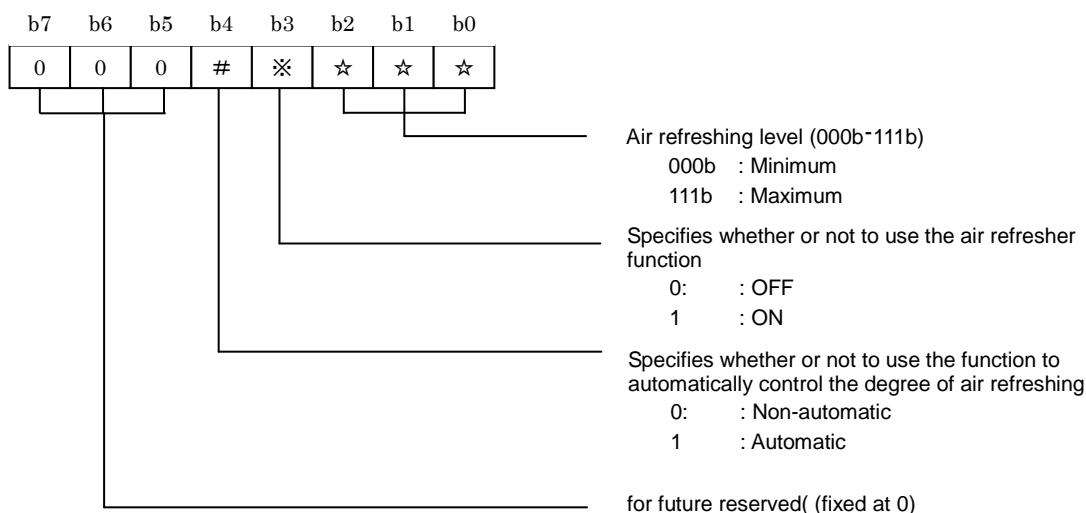 b7 b6 b5 b4 b3 b2 b1 b0
0 0 0 # ※ ☆ ☆ ☆
Air refreshing level (000b-111b)
000b : Minimum
111b : Maximum
Specifies whether or not to use the air refresher
function
0: : OFF
1 : ON
Specifies whether or not to use the function to
automatically control the degree of air refreshing
0: : Non-automatic
1 : Automatic
for future reserved( (fixed at 0)